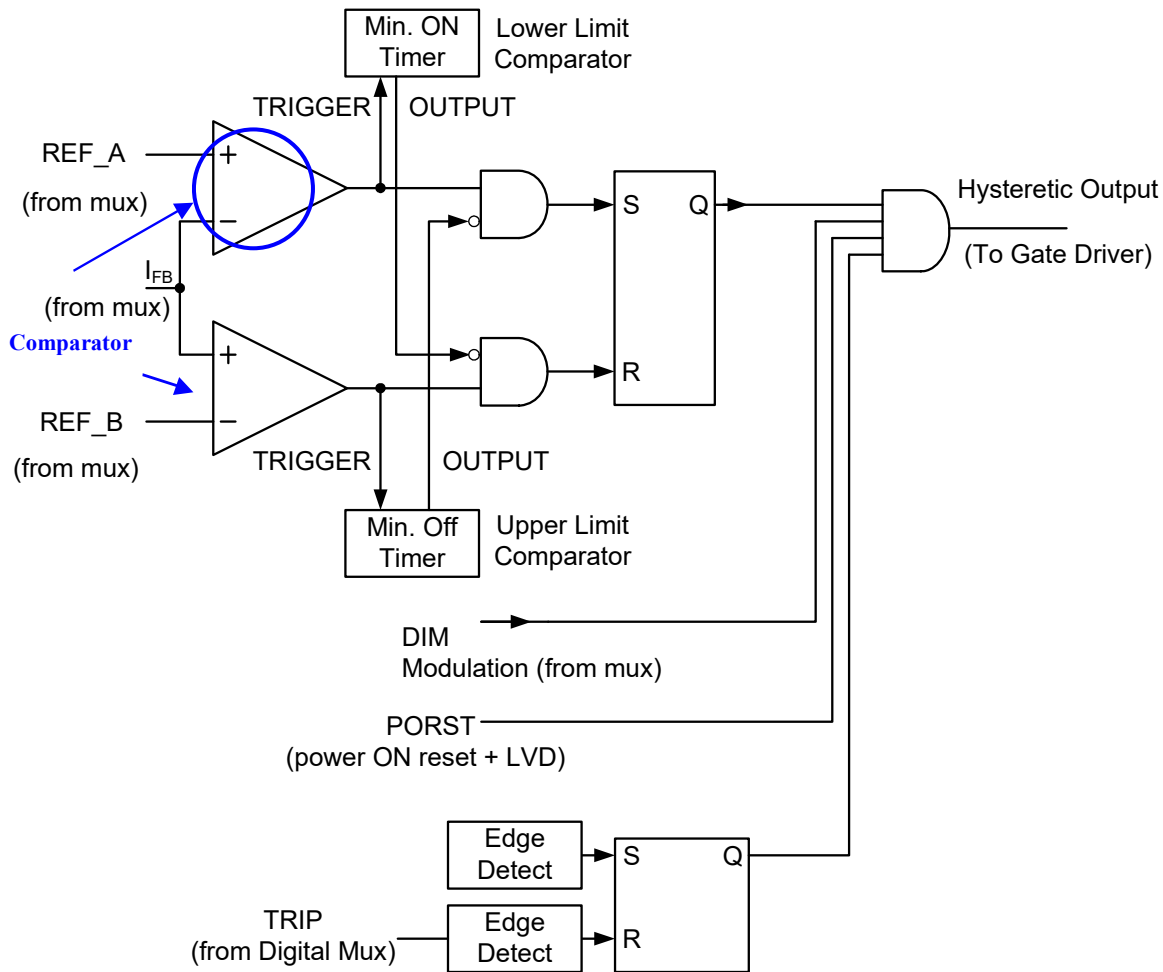 Min. ON
Timer
Lower Limit
Comparator
TRIGGER
OUTPUT
REF_A
(from mux)
+
−
I_FB
(from mux)
Comparator
+
−
REF_B
(from mux)
S
Q
R
Hysteretic Output
(To Gate Driver)
TRIGGER
OUTPUT
Min. Off
Timer
Upper Limit
Comparator
DIM
Modulation (from mux)
PORST
(power ON reset + LVD)
Edge
Detect
S
Q
TRIP
(from Digital Mux)
Edge
Detect
R